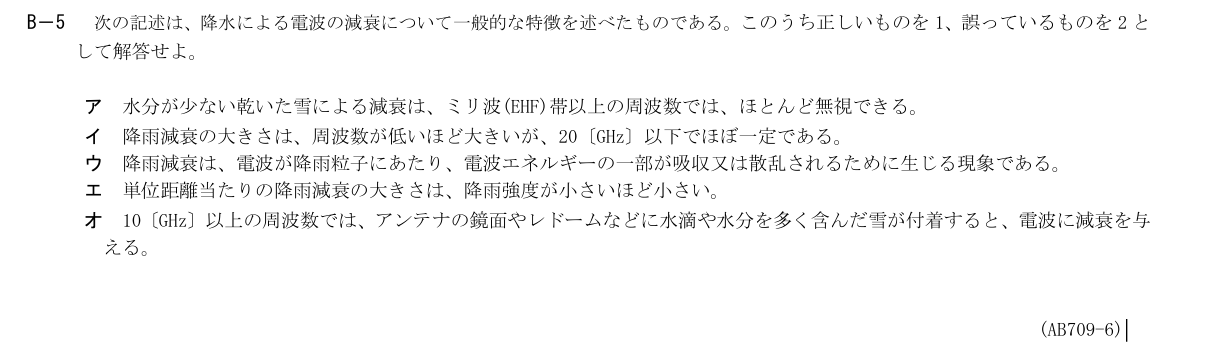 B－5　次の記述は、降水による電波の減衰について一般的な特徴を述べたものである。このうち正しいものを 1、誤っているものを 2 と
して解答せよ。
ア　水分が少ない乾いた雪による減衰は、ミリ波(EHF)帯以上の周波数では、ほとんど無視できる。
イ　降雨減衰の大きさは、周波数が低いほど大きいが、20〔GHz〕以下でほぼ一定である。
ウ　降雨減衰は、電波が降雨粒子にあたり、電波エネルギーの一部が吸収又は散乱されるために生じる現象である。
エ　単位距離当たりの降雨減衰の大きさは、降雨強度が小さいほど小さい。
オ　10〔GHz〕以上の周波数では、アンテナの鏡面やレドームなどに水滴や水分を多く含んだ雪が付着すると、電波に減衰を与
える。
(AB709-6)